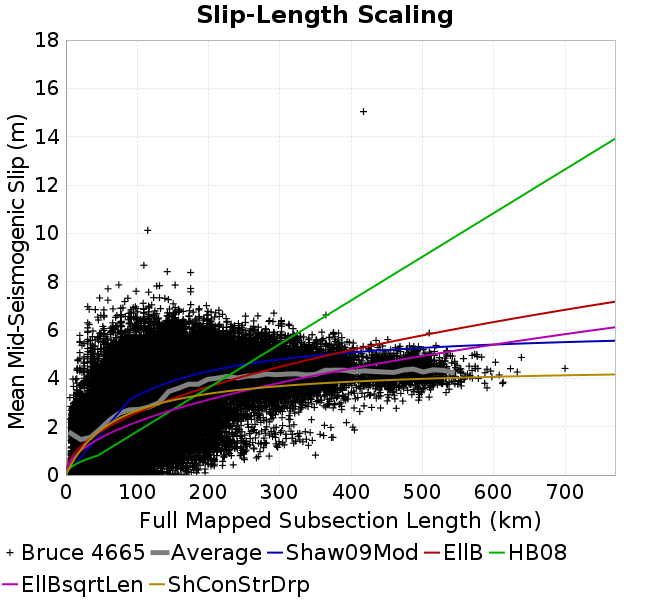 Slip-Length Scaling
Mean Mid-Seismogenic Slip (m)
18
16
14
12
10
8
6
4
2
0
0 100 200 300 400 500 600 700
Full Mapped Subsection Length (km)
Bruce 4665 Average Shaw09Mod EllB HB08
EllBsqrtLen ShConStrDrp